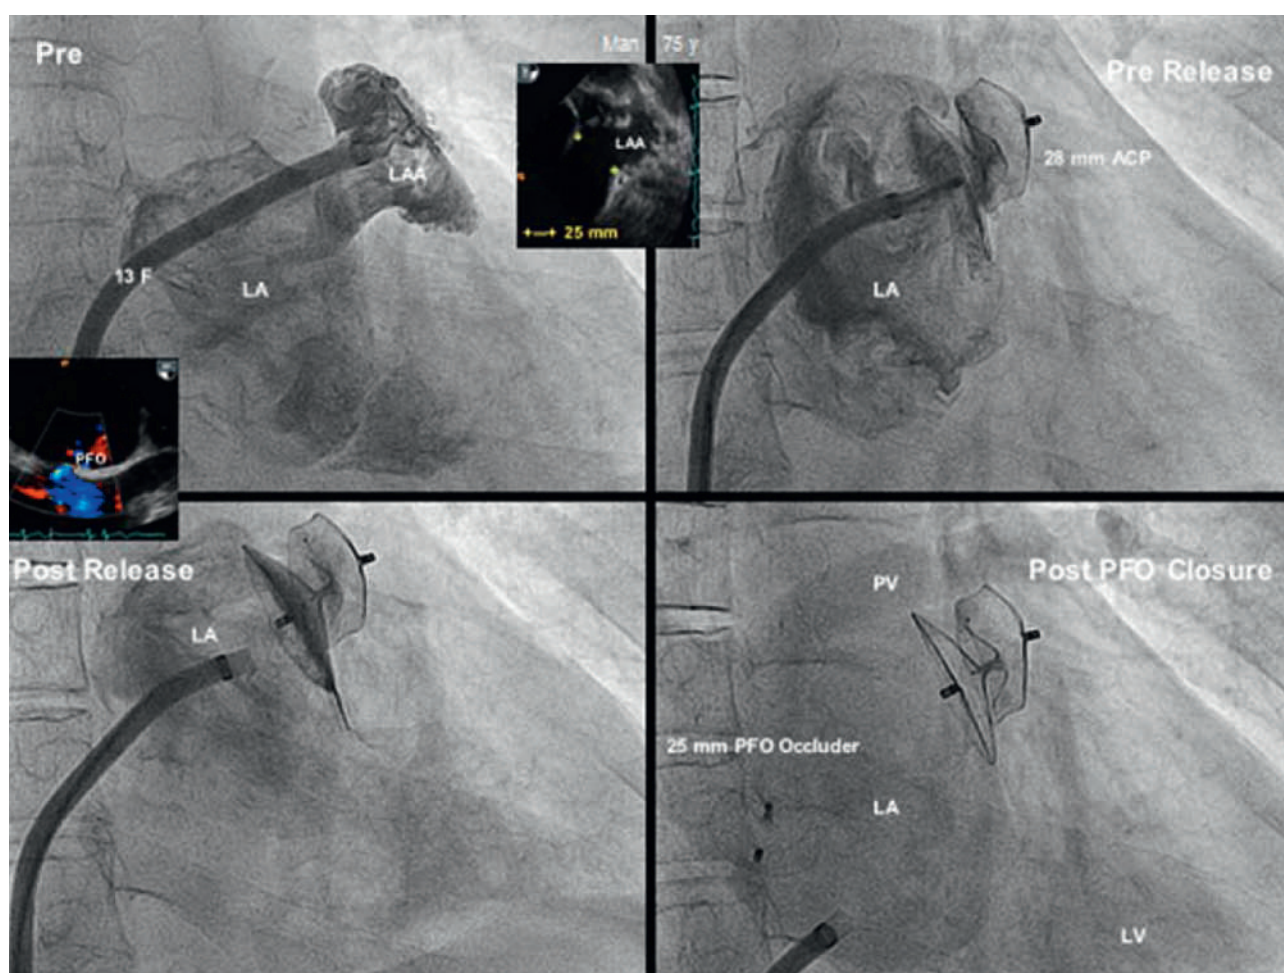 Pre
Man
75 y
LAA
25 mm
LAA
13 F
LA
PFO
Pre Release
28 mm ACP
LA
Post Release
LA
Post PFO Closure
PV
25 mm PFO Occluder
LA
LV